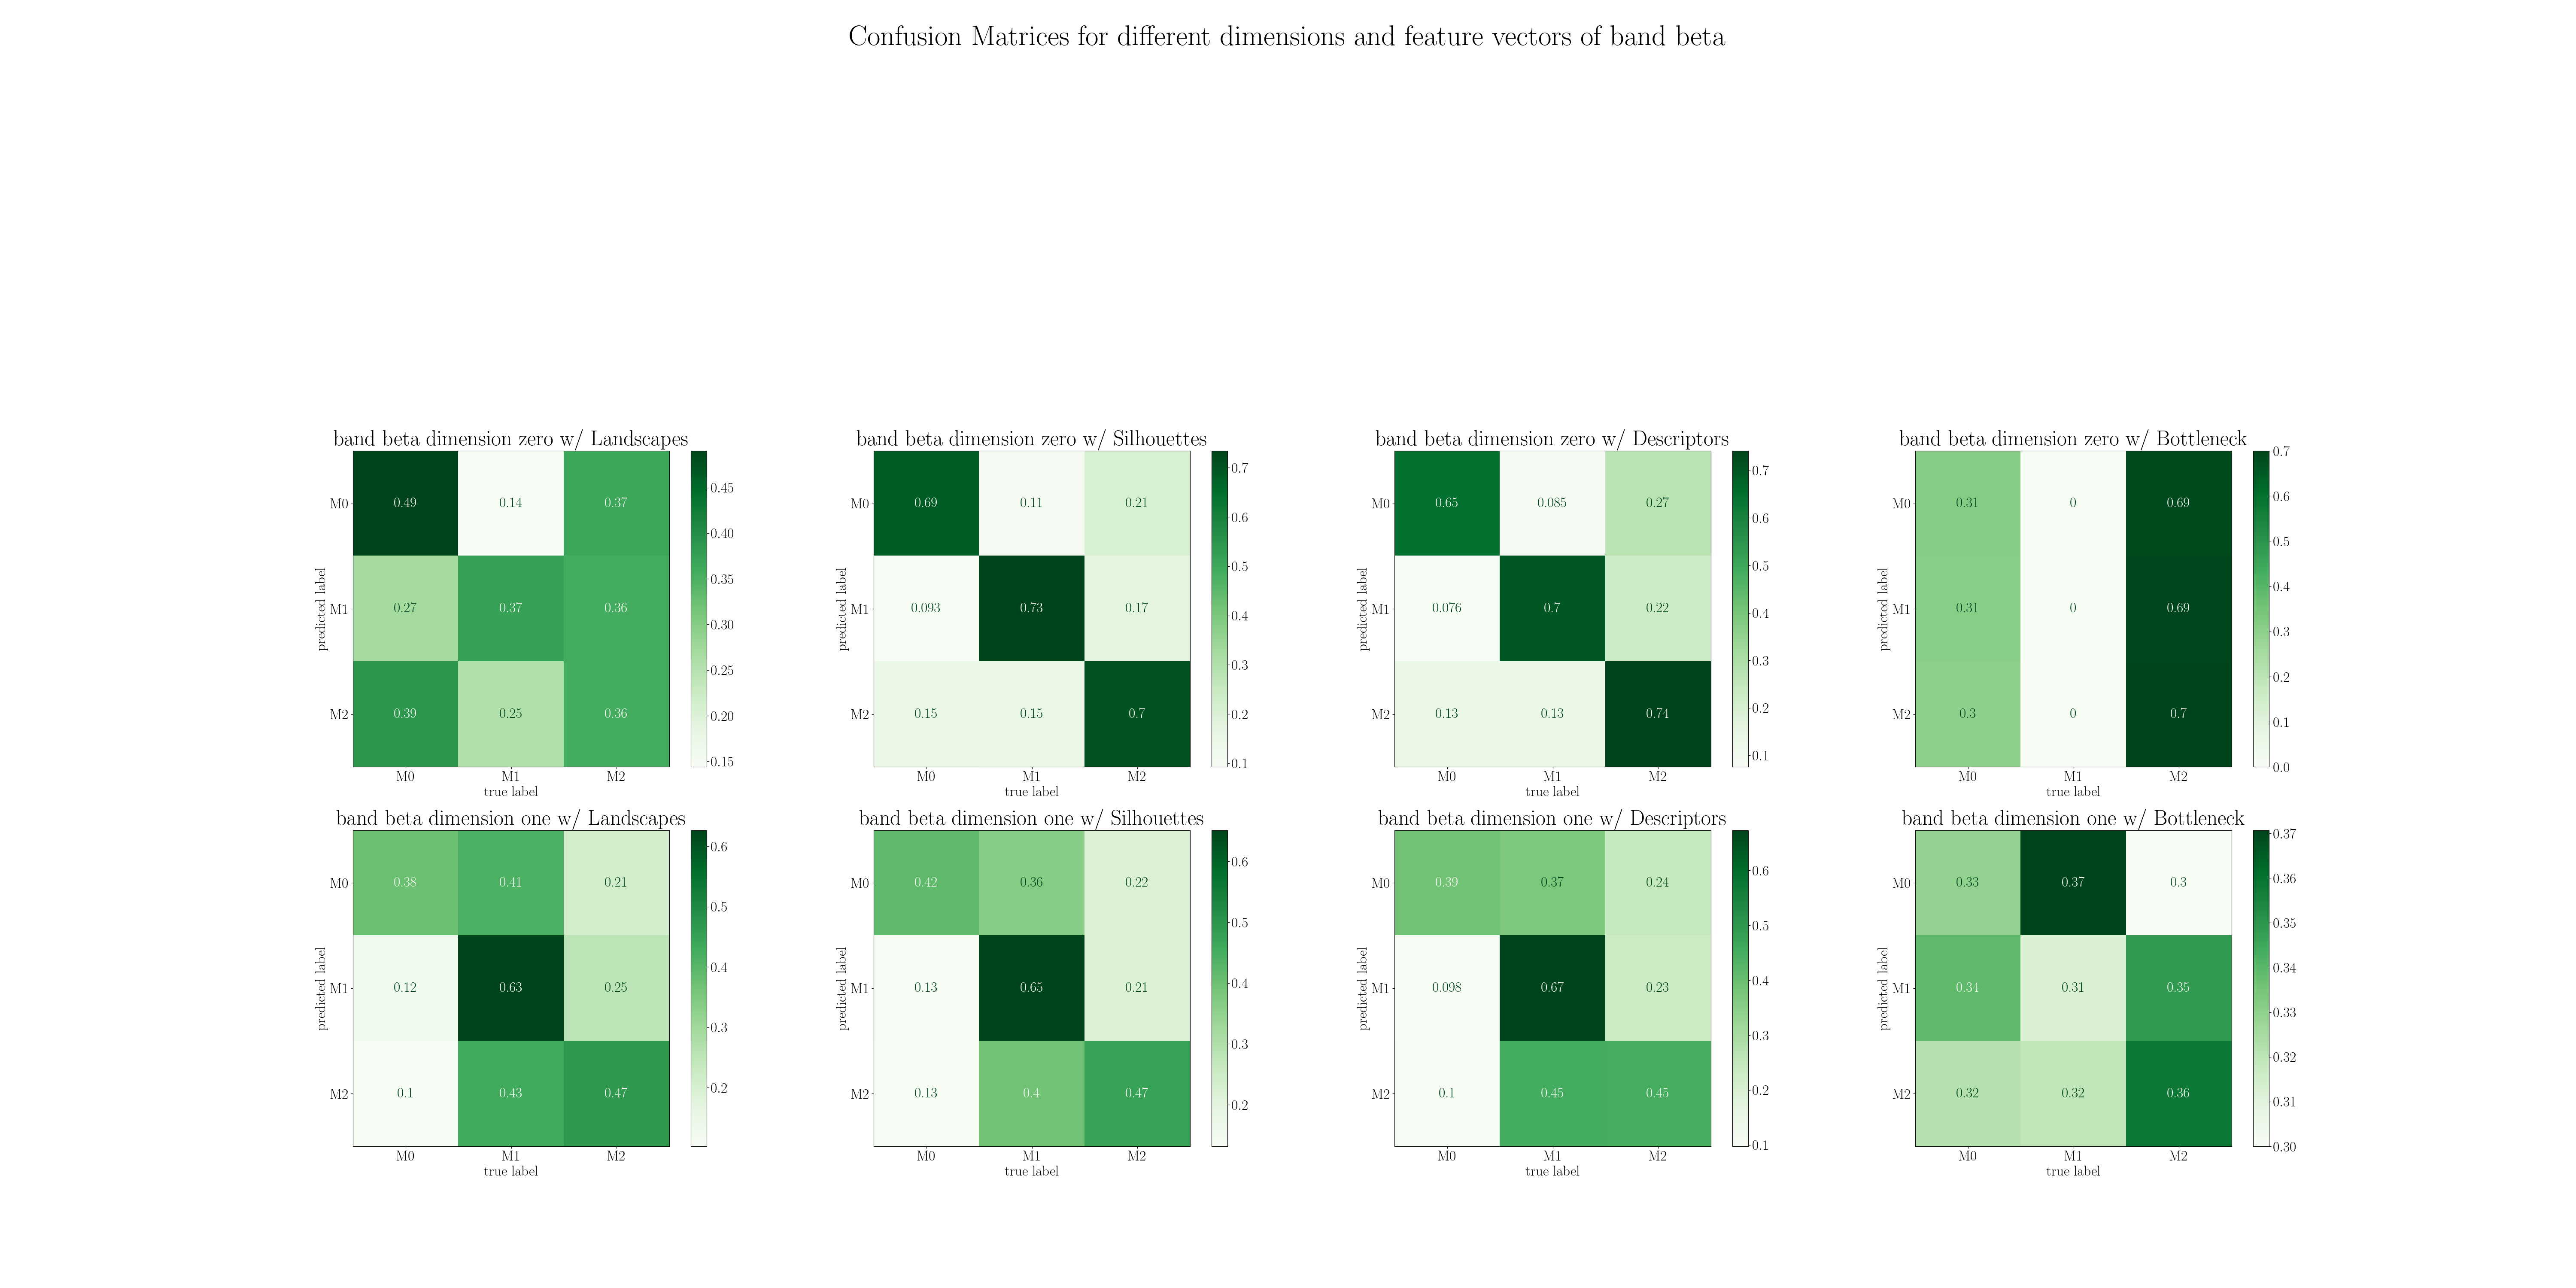 Confusion Matrices for different dimensions and feature vectors of band beta
band beta dimension zero w/ Landscapes
predicted label
M0 0.49 0.14 0.37
M1 0.27 0.37 0.36
M2 0.39 0.25 0.36
M0 M1 M2
true label
0.45
0.40
0.35
0.30
0.25
0.20
0.15
band beta dimension zero w/ Silhouettes
predicted label
M0 0.69 0.11 0.21
M1 0.093 0.73 0.17
M2 0.15 0.15 0.7
M0 M1 M2
true label
0.7
0.6
0.5
0.4
0.3
0.2
0.1
band beta dimension zero w/ Descriptors
predicted label
M0 0.65 0.085 0.27
M1 0.076 0.7 0.22
M2 0.13 0.13 0.74
M0 M1 M2
true label
0.7
0.6
0.5
0.4
0.3
0.2
0.1
band beta dimension zero w/ Bottleneck
predicted label
M0 0.31 0 0.69
M1 0.31 0 0.69
M2 0.3 0 0.7
M0 M1 M2
true label
0.7
0.6
0.5
0.4
0.3
0.2
0.1
0.0
band beta dimension one w/ Landscapes
predicted label
M0 0.38 0.41 0.21
M1 0.12 0.63 0.25
M2 0.1 0.43 0.47
M0 M1 M2
true label
0.6
0.5
0.4
0.3
0.2
band beta dimension one w/ Silhouettes
predicted label
M0 0.42 0.36 0.22
M1 0.13 0.65 0.21
M2 0.13 0.4 0.47
M0 M1 M2
true label
0.6
0.5
0.4
0.3
0.2
band beta dimension one w/ Descriptors
predicted label
M0 0.39 0.37 0.24
M1 0.098 0.67 0.23
M2 0.1 0.45 0.45
M0 M1 M2
true label
0.6
0.5
0.4
0.3
0.2
0.1
band beta dimension one w/ Bottleneck
predicted label
M0 0.33 0.37 0.3
M1 0.34 0.31 0.35
M2 0.32 0.32 0.36
M0 M1 M2
true label
0.37
0.36
0.35
0.34
0.33
0.32
0.31
0.30